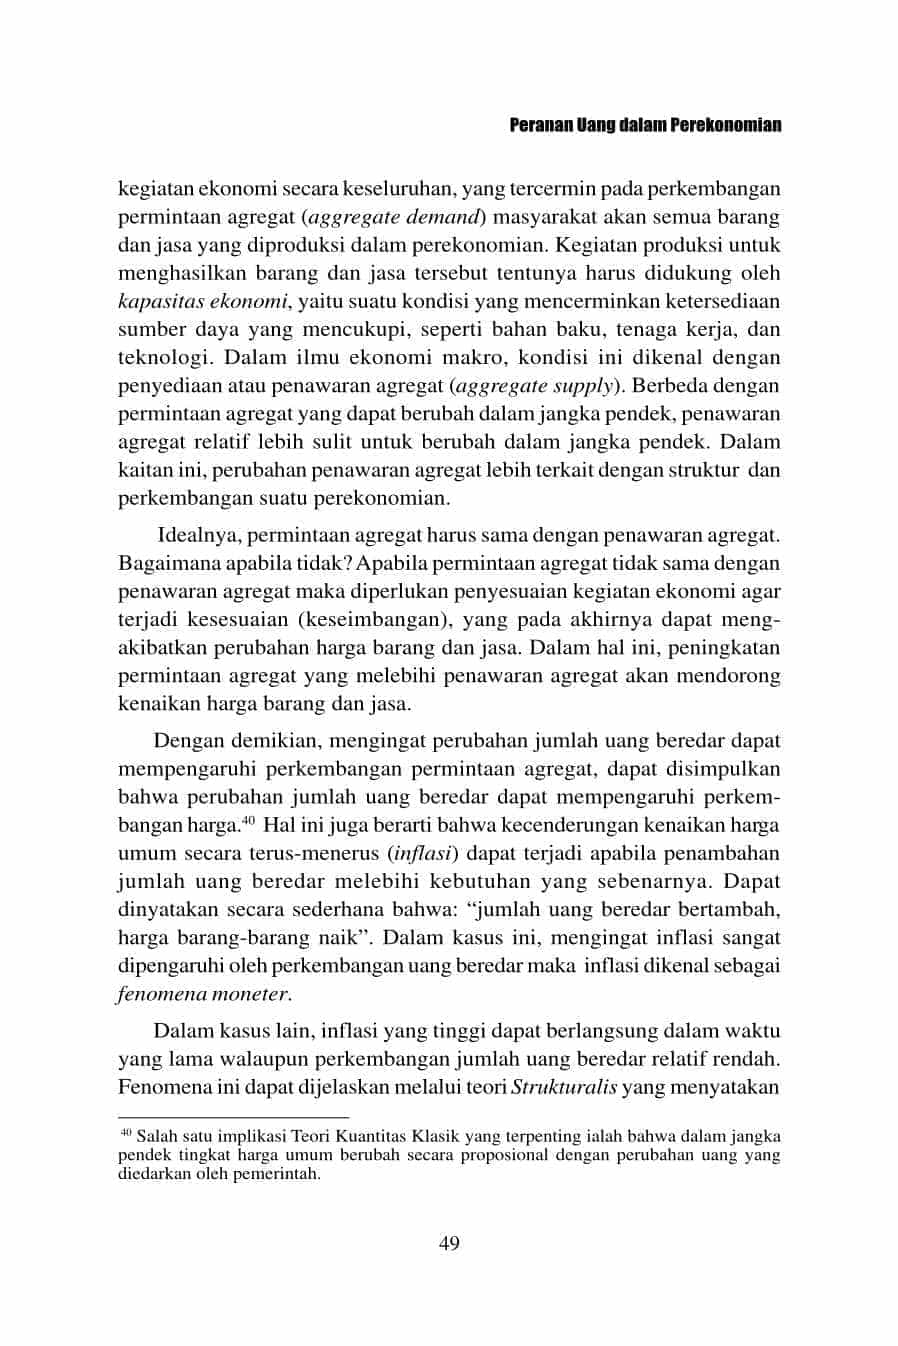 Peranan Uang dalam Perekonomian
kegiatan ekonomi secara keseluruhan, yang tercermin pada perkembangan
permintaan agregat (aggregate demand) masyarakat akan semua barang
dan jasa yang diproduksi dalam perekonomian. Kegiatan produksi untuk
menghasilkan barang dan jasa tersebut tentunya harus didukung oleh
kapasitas ekonomi, yaitu suatu kondisi yang mencerminkan ketersediaan
sumber daya yang mencukupi, seperti bahan baku, tenaga kerja, dan
teknologi. Dalam ilmu ekonomi makro, kondisi ini dikenal dengan
penyediaan atau penawaran agregat (aggregate supply). Berbeda dengan
permintaan agregat yang dapat berubah dalam jangka pendek, penawaran
agregat relatif lebih sulit untuk berubah dalam jangka pendek. Dalam
kaitan ini, perubahan penawaran agregat lebih terkait dengan struktur dan
perkembangan suatu perekonomian.
Idealnya, permintaan agregat harus sama dengan penawaran agregat.
Bagaimana apabila tidak? Apabila permintaan agregat tidak sama dengan
penawaran agregat maka diperlukan penyesuaian kegiatan ekonomi agar
terjadi kesesuaian (keseimbangan), yang pada akhirnya dapat meng-
akibatkan perubahan harga barang dan jasa. Dalam hal ini, peningkatan
permintaan agregat yang melebihi penawaran agregat akan mendorong
kenaikan harga barang dan jasa.
Dengan demikian, mengingat perubahan jumlah uang beredar dapat
mempengaruhi perkembangan permintaan agregat, dapat disimpulkan
bahwa perubahan jumlah uang beredar dapat mempengaruhi perkem-
bangan harga.40 Hal ini juga berarti bahwa kecenderungan kenaikan harga
umum secara terus-menerus (inflasi) dapat terjadi apabila penambahan
jumlah uang beredar melebihi kebutuhan yang sebenarnya. Dapat
dinyatakan secara sederhana bahwa: “jumlah uang beredar bertambah,
harga barang-barang naik”. Dalam kasus ini, mengingat inflasi sangat
dipengaruhi oleh perkembangan uang beredar maka inflasi dikenal sebagai
fenomena moneter.
Dalam kasus lain, inflasi yang tinggi dapat berlangsung dalam waktu
yang lama walaupun perkembangan jumlah uang beredar relatif rendah.
Fenomena ini dapat dijelaskan melalui teori Strukturalis yang menyatakan
40 Salah satu implikasi Teori Kuantitas Klasik yang terpenting ialah bahwa dalam jangka
pendek tingkat harga umum berubah secara proposional dengan perubahan uang yang
diedarkan oleh pemerintah.
49